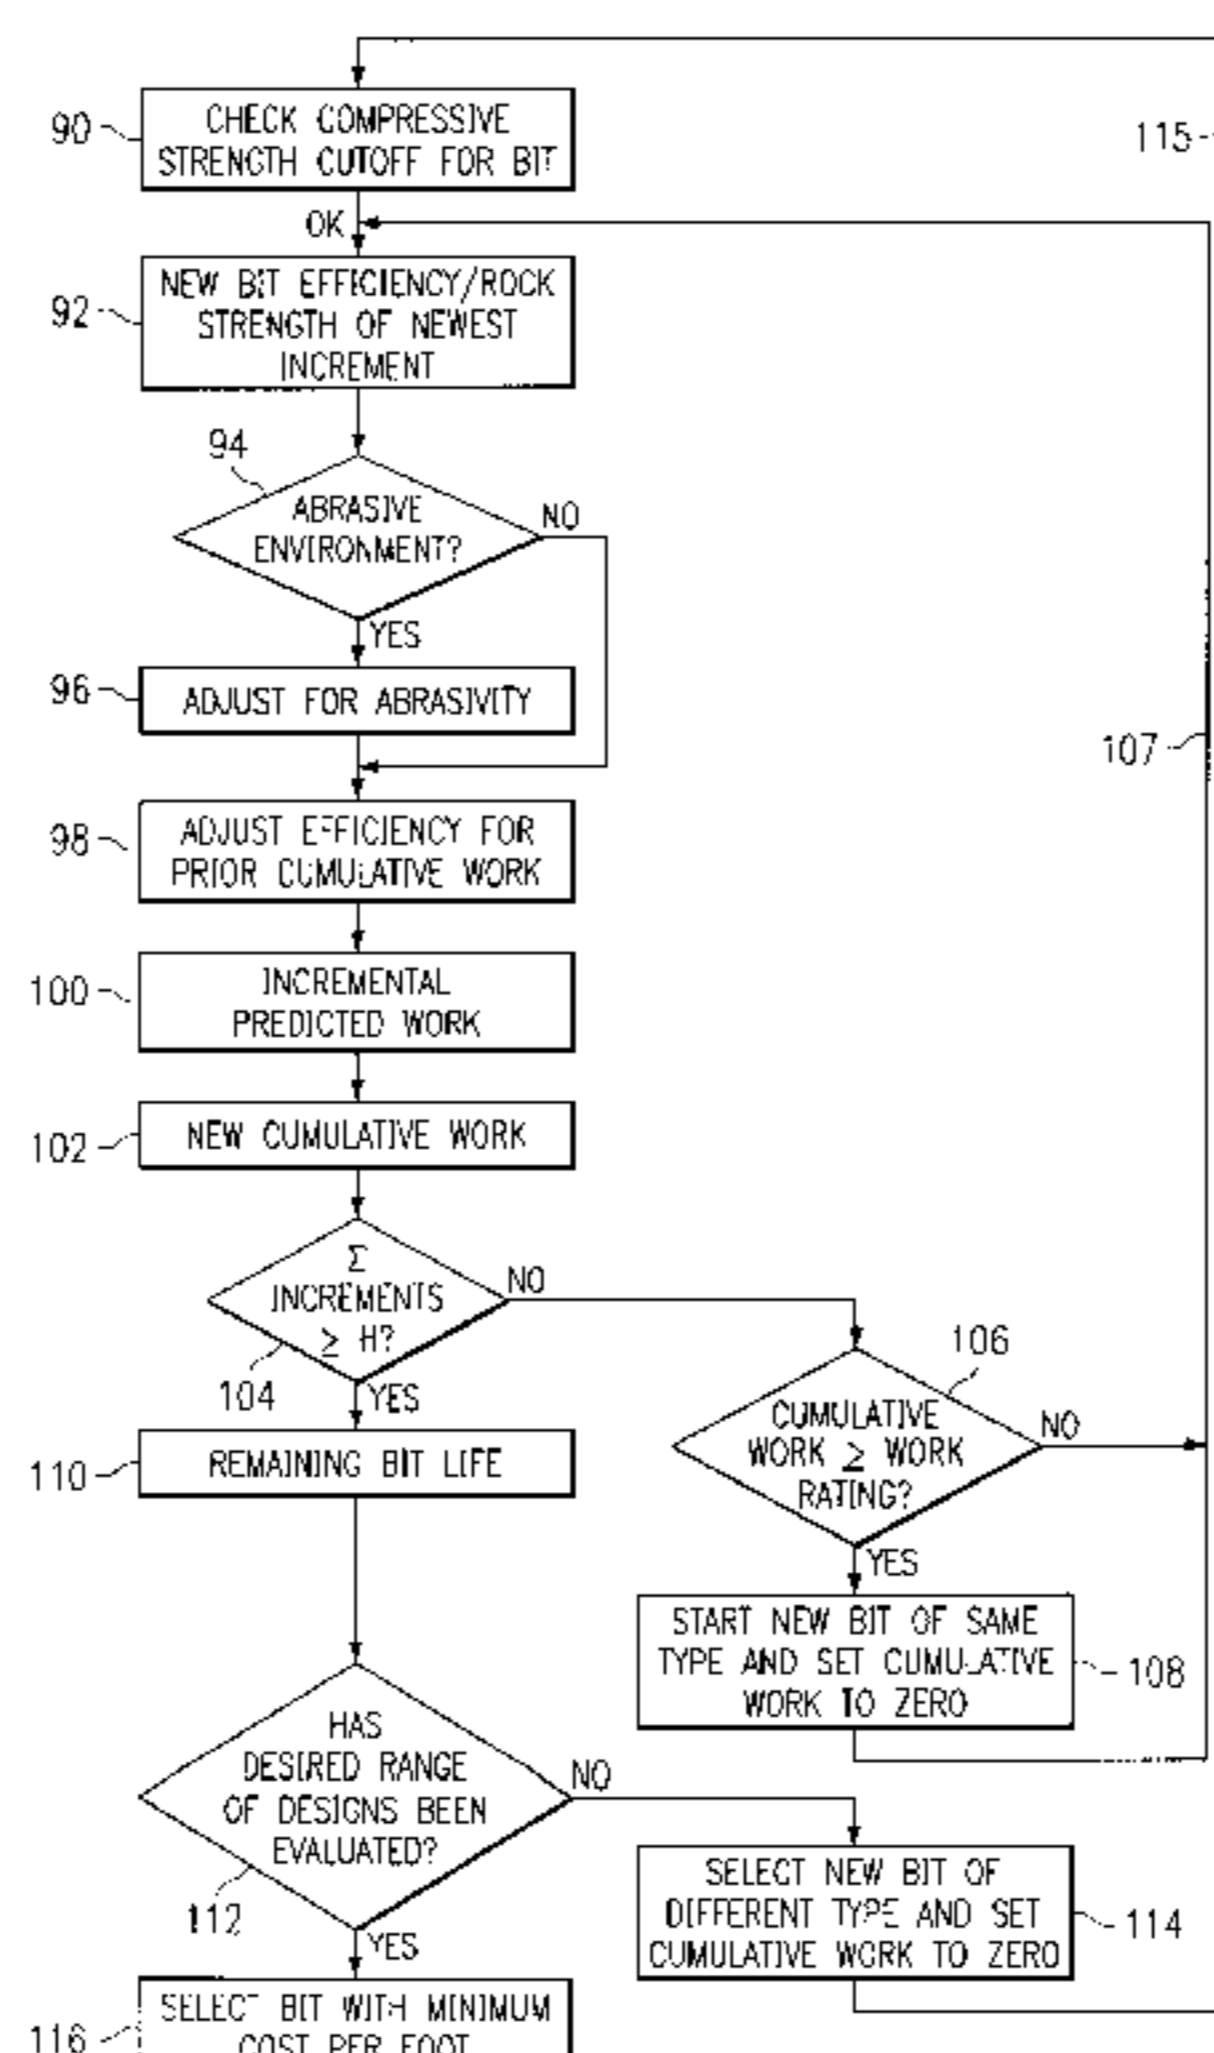 90
CHECK COMPRESSIVE
STRENGTH CUTOFF FOR BIT
115
OK
92
NEW BIT EFFICIENCY/ROCK
STRENGTH OF NEWEST
INCREMENT
94
ABRASIVE
ENVIRONMENT?
NO
YES
96
ADJUST FOR ABRASIVITY
107
98
ADJUST EFFICIENCY FOR
PRIOR CUMULATIVE WORK
100
INCREMENTAL
PREDICTED WORK
102
NEW CUMULATIVE WORK
Σ
INCREMENTS
≥ H?
NO
104
YES
106
CUMULATIVE
WORK ≥ WORK
RATING?
NO
YES
110
REMAINING BIT LIFE
START NEW BIT OF SAME
TYPE AND SET CUMULATIVE
WORK TO ZERO
108
HAS
DESIRED RANGE
OF DESIGNS BEEN
EVALUATED?
NO
112
YES
SELECT NEW BIT OF
DIFFERENT TYPE AND SET
CUMULATIVE WORK TO ZERO
114
116
SELECT BIT WITH MINIMUM
COST PER FOOT